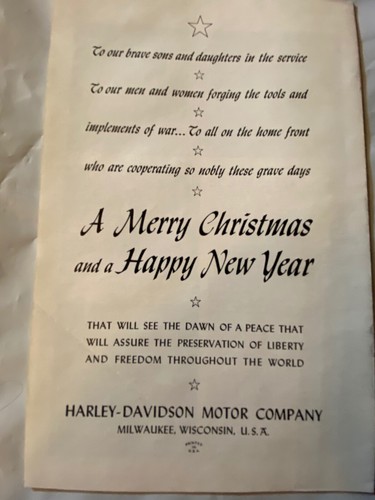 To our brave sons and daughters in the service
To our men and women forging the tools and
implements of war... To all on the home front
who are cooperating so nobly these grave days
A Merry Christmas
and a Happy New Year
THAT WILL SEE THE DAWN OF A PEACE THAT
WILL ASSURE THE PRESERVATION OF LIBERTY
AND FREEDOM THROUGHOUT THE WORLD
HARLEY-DAVIDSON MOTOR COMPANY
MILWAUKEE, WISCONSIN, U. S. A.
PRINTED
IN
U.S.A.